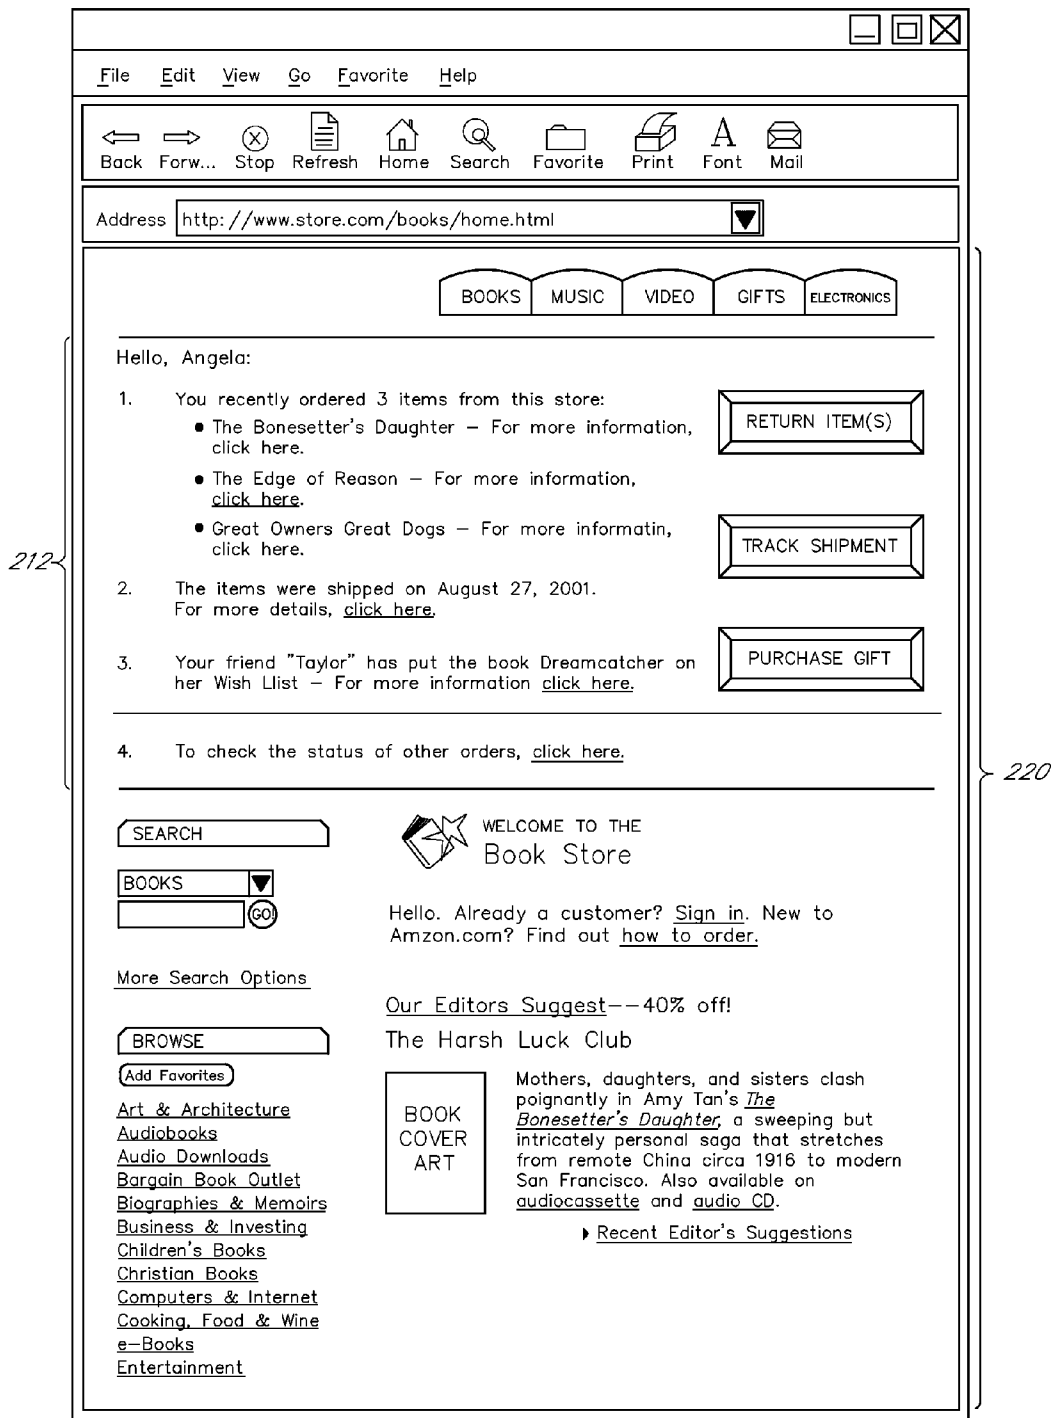 File Edit View Go Favorite Help
Back Forw... Stop Refresh Home Search Favorite Print A Font Mail
Address http://www.store.com/books/home.html
BOOKS MUSIC VIDEO GIFTS ELECTRONICS
Hello, Angela:
1. You recently ordered 3 items from this store:
• The Bonesetter's Daughter – For more information,
click here.
RETURN ITEM(S)
• The Edge of Reason – For more information,
click here.
• Great Owners Great Dogs – For more informatin,
click here.
TRACK SHIPMENT
212
2. The items were shipped on August 27, 2001.
For more details, click here.
3. Your friend "Taylor" has put the book Dreamcatcher on
her Wish Llist – For more information click here.
PURCHASE GIFT
4. To check the status of other orders, click here.
220
SEARCH
BOOKS
GO!
More Search Options
BROWSE
Add Favorites
Art & Architecture
Audiobooks
Audio Downloads
Bargain Book Outlet
Biographies & Memoirs
Business & Investing
Children's Books
Christian Books
Computers & Internet
Cooking, Food & Wine
e–Books
Entertainment
WELCOME TO THE
Book Store
Hello. Already a customer? Sign in. New to
Amzon.com? Find out how to order.
Our Editors Suggest––40% off!
The Harsh Luck Club
BOOK
COVER
ART
Mothers, daughters, and sisters clash
poignantly in Amy Tan's The
Bonesetter's Daughter, a sweeping but
intricately personal saga that stretches
from remote China circa 1916 to modern
San Francisco. Also available on
audiocassette and audio CD.
Recent Editor's Suggestions